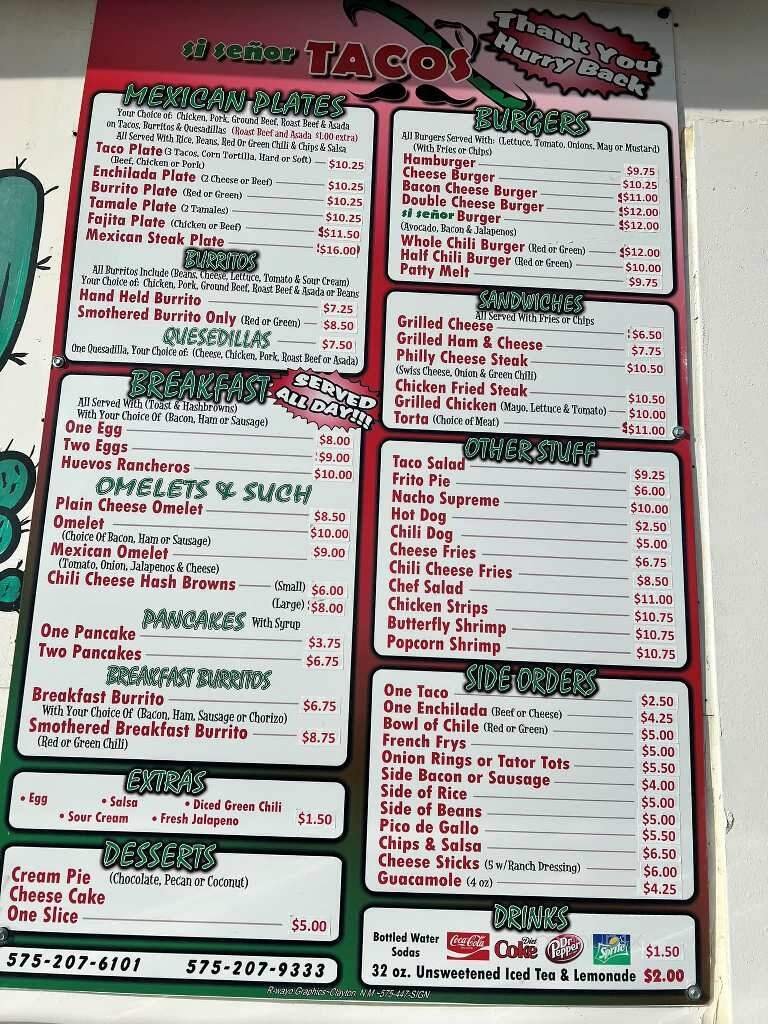 si señor TACOS
Thank You
Hurry Back
MEXICAN PLATES
Your Choice of: Chicken, Pork, Ground Beef, Roast Beef & Asada
on Tacos, Burritos & Quesadillas (Roast Beef and Asada $1.00 extra)
All Served With Rice, Beans, Red Or Green Chili & Chips & Salsa
Taco Plate (3 Tacos, Corn Tortilla, Hard or Soft) $10.25
(Beef, Chicken or Pork)
Enchilada Plate (2 Cheese or Beef) $10.25
Burrito Plate (Red or Green) $10.25
Tamale Plate (2 Tamales) $10.25
Fajita Plate (Chicken or Beef) $11.50
Mexican Steak Plate $16.00
BURRITOS
All Burritos Include (Beans, Cheese, Lettuce, Tomato & Sour Cream)
Your Choice of: Chicken, Pork, Ground Beef, Roast Beef & Asada or Beans
Hand Held Burrito $7.25
Smothered Burrito Only (Red or Green) $8.50
QUESEDILLAS $7.50
One Quesadilla, Your Choice of: (Cheese, Chicken, Pork, Roast Beef or Asada)
BREAKFAST
SERVED
ALL DAY!!!
All Served With (Toast & Hashbrowns)
With Your Choice Of (Bacon, Ham or Sausage)
One Egg $8.00
Two Eggs $9.00
Huevos Rancheros $10.00
OMELETS & SUCH
Plain Cheese Omelet $8.50
Omelet $10.00
(Choice Of Bacon, Ham or Sausage)
Mexican Omelet $9.00
(Tomato, Onion, Jalapenos & Cheese)
Chili Cheese Hash Browns (Small) $6.00
(Large) $8.00
PANCAKES With Syrup
One Pancake $3.75
Two Pancakes $6.75
BREAKFAST BURRITOS
Breakfast Burrito $6.75
With Your Choice Of (Bacon, Ham, Sausage or Chorizo)
Smothered Breakfast Burrito $8.75
(Red or Green Chili)
EXTRAS
• Egg • Salsa • Diced Green Chili
• Sour Cream • Fresh Jalapeno $1.50
DESSERTS
Cream Pie (Chocolate, Pecan or Coconut)
Cheese Cake
One Slice $5.00
575-207-6101 575-207-9333
BURGERS
All Burgers Served With: (Lettuce, Tomato, Onions, May or Mustard)
(With Fries or Chips)
Hamburger $9.75
Cheese Burger $10.25
Bacon Cheese Burger $11.00
Double Cheese Burger $12.00
si señor Burger $12.00
(Avocado, Bacon & Jalapenos)
Whole Chili Burger (Red or Green) $12.00
Half Chili Burger (Red or Green) $10.00
Patty Melt $9.75
SANDWICHES
All Served With Fries or Chips
Grilled Cheese $6.50
Grilled Ham & Cheese $7.75
Philly Cheese Steak $10.50
(Swiss Cheese, Onion & Green Chili)
Chicken Fried Steak $10.50
Grilled Chicken (Mayo, Lettuce & Tomato) $10.00
Torta (Choice of Meat) $11.00
OTHER STUFF
Taco Salad $9.25
Frito Pie $6.00
Nacho Supreme $10.00
Hot Dog $2.50
Chili Dog $5.00
Cheese Fries $6.75
Chili Cheese Fries $8.50
Chef Salad $11.00
Chicken Strips $10.75
Butterfly Shrimp $10.75
Popcorn Shrimp $10.75
SIDE ORDERS
One Taco $2.50
One Enchilada (Beef or Cheese) $4.25
Bowl of Chile (Red or Green) $5.00
French Frys $5.00
Onion Rings or Tator Tots $5.50
Side Bacon or Sausage $4.00
Side of Rice $5.00
Side of Beans $5.00
Pico de Gallo $5.50
Chips & Salsa $6.50
Cheese Sticks (5 w/Ranch Dressing) $6.00
Guacamole (4 oz) $4.25
DRINKS
Bottled Water
Sodas Coca-Cola Diet Coke Dr Pepper Sprite $1.50
32 oz. Unsweetened Iced Tea & Lemonade $2.00
R-wayo Graphics~Clayton, N.M.~575-447-SIGN